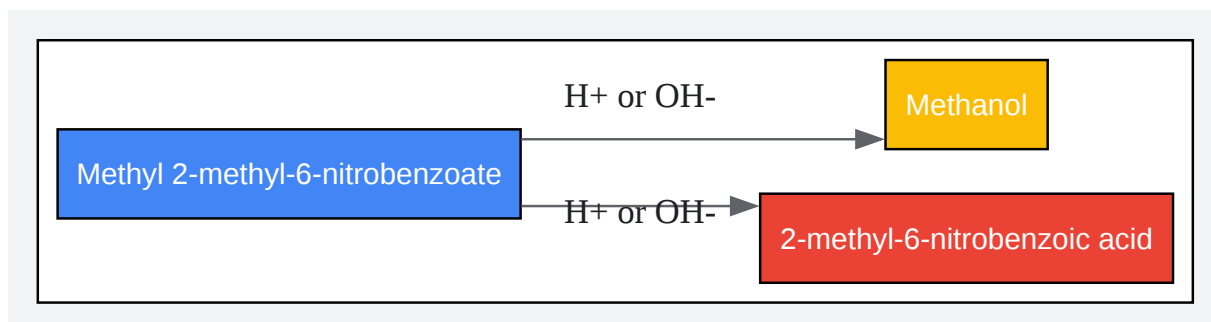 H+ or OH-
Methanol
Methyl 2-methyl-6-nitrobenzoate
H+ or OH-
2-methyl-6-nitrobenzoic acid